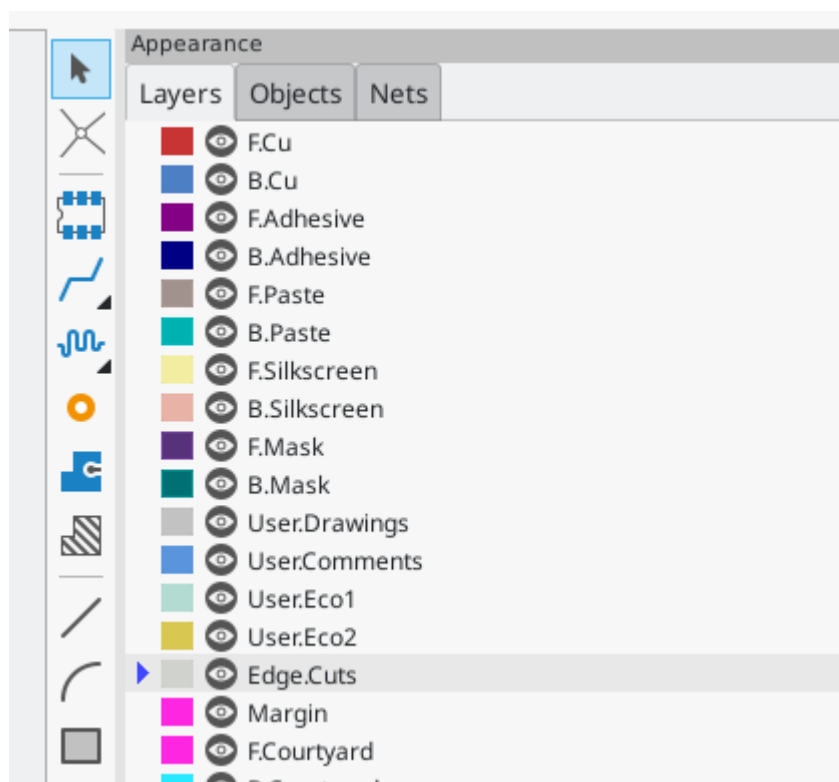 Appearance
Layers Objects Nets
F.Cu
B.Cu
F.Adhesive
B.Adhesive
F.Paste
B.Paste
F.Silkscreen
B.Silkscreen
F.Mask
B.Mask
User.Drawings
User.Comments
User.Eco1
User.Eco2
Edge.Cuts
Margin
F.Courtyard